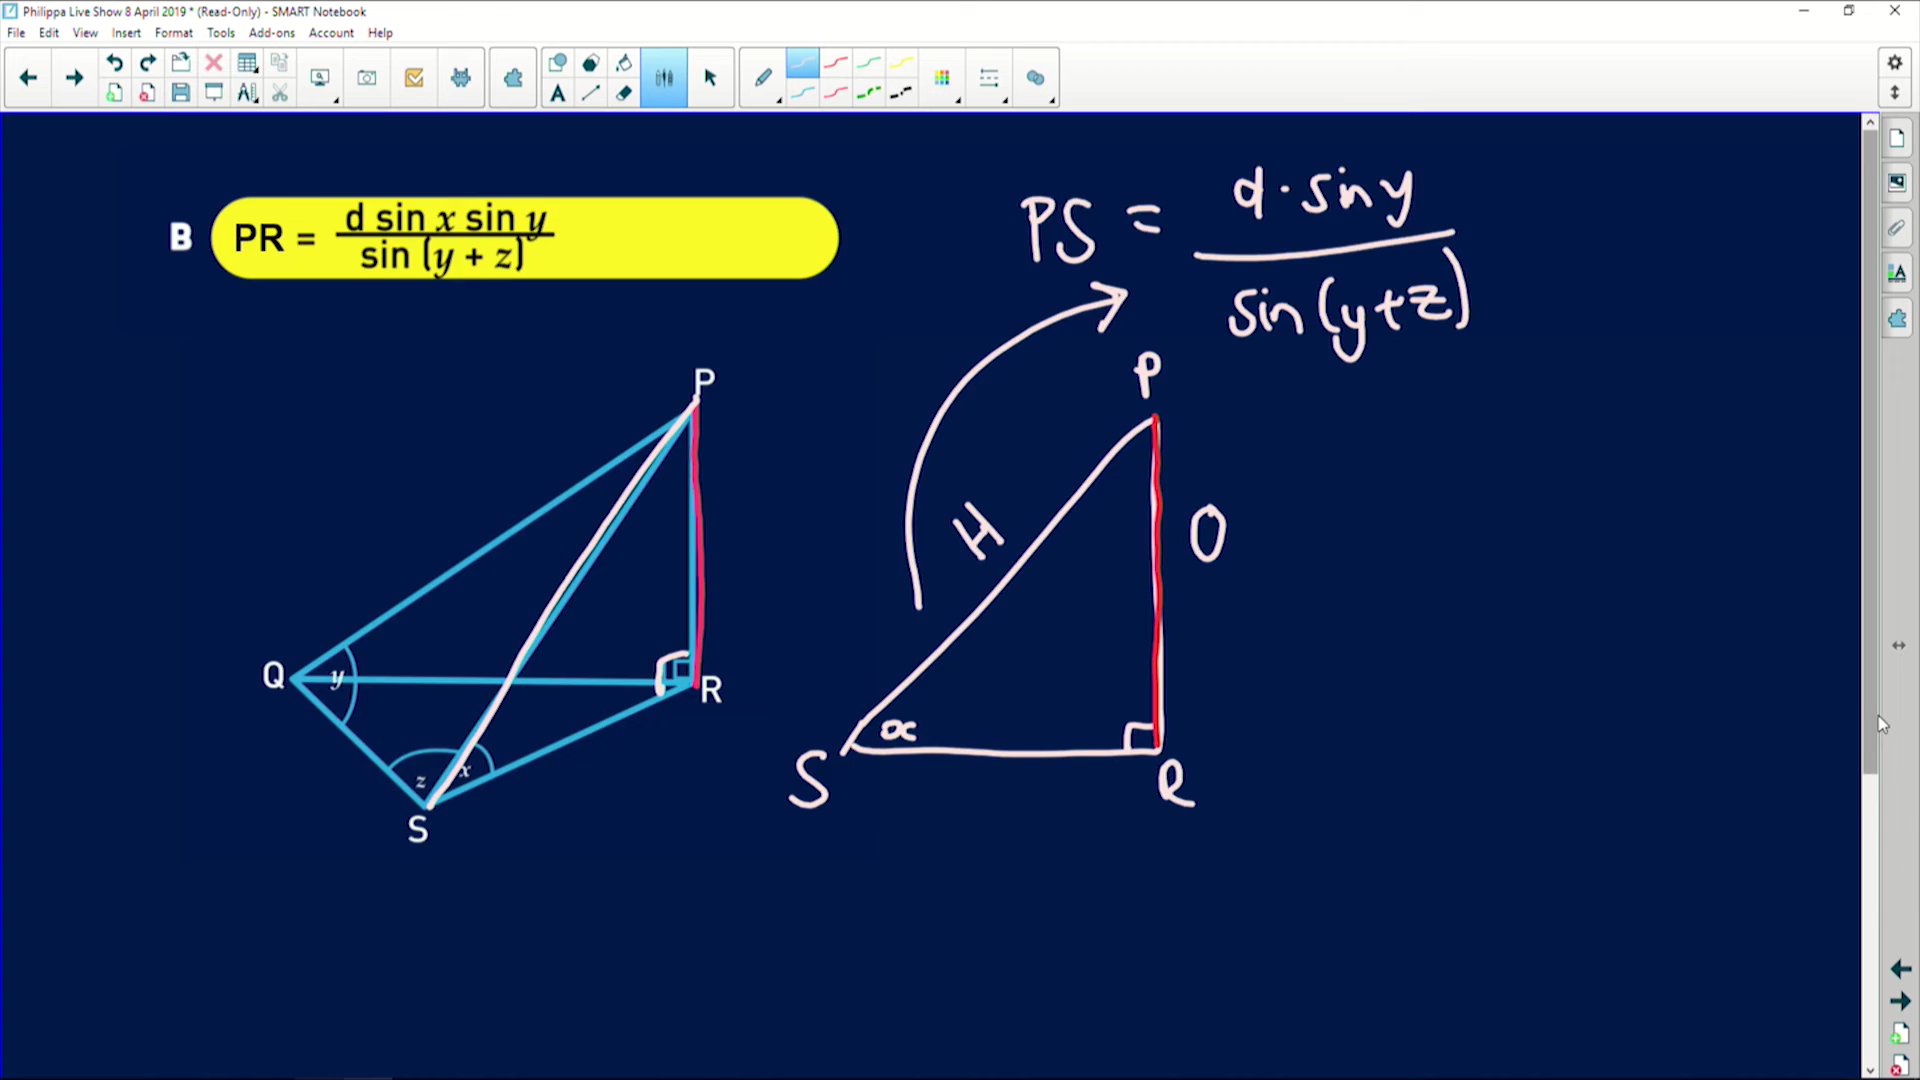 Philippa Live Show 8 April 2019 * (Read-Only) - SMART Notebook
File Edit View Insert Format Tools Add-ons Account Help
B PR = d sin x sin y
sin (y + z)
PS = d · sin y
sin(y+z)
P
P
H
O
Q
y
R
z
x
S
x
S
R